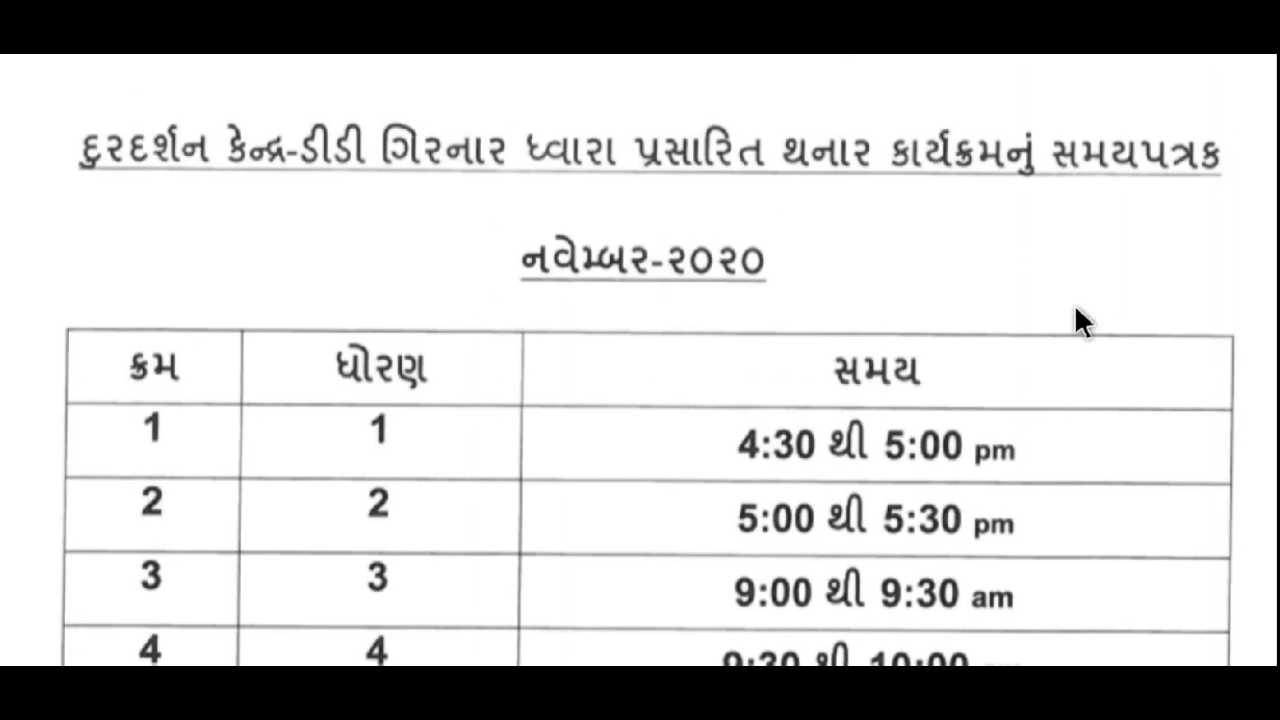 દુરદર્શન કેન્દ્ર-ડીડી ગિરનાર ધ્વારા પ્રસારિત થનાર કાર્યક્રમનું સમયપત્રક
નવેમ્બર-૨૦૨૦
ક્રમ ધોરણ સમય
1 1 4:30 થી 5:00 pm
2 2 5:00 થી 5:30 pm
3 3 9:00 થી 9:30 am
4 4 9:30 થી 10:00